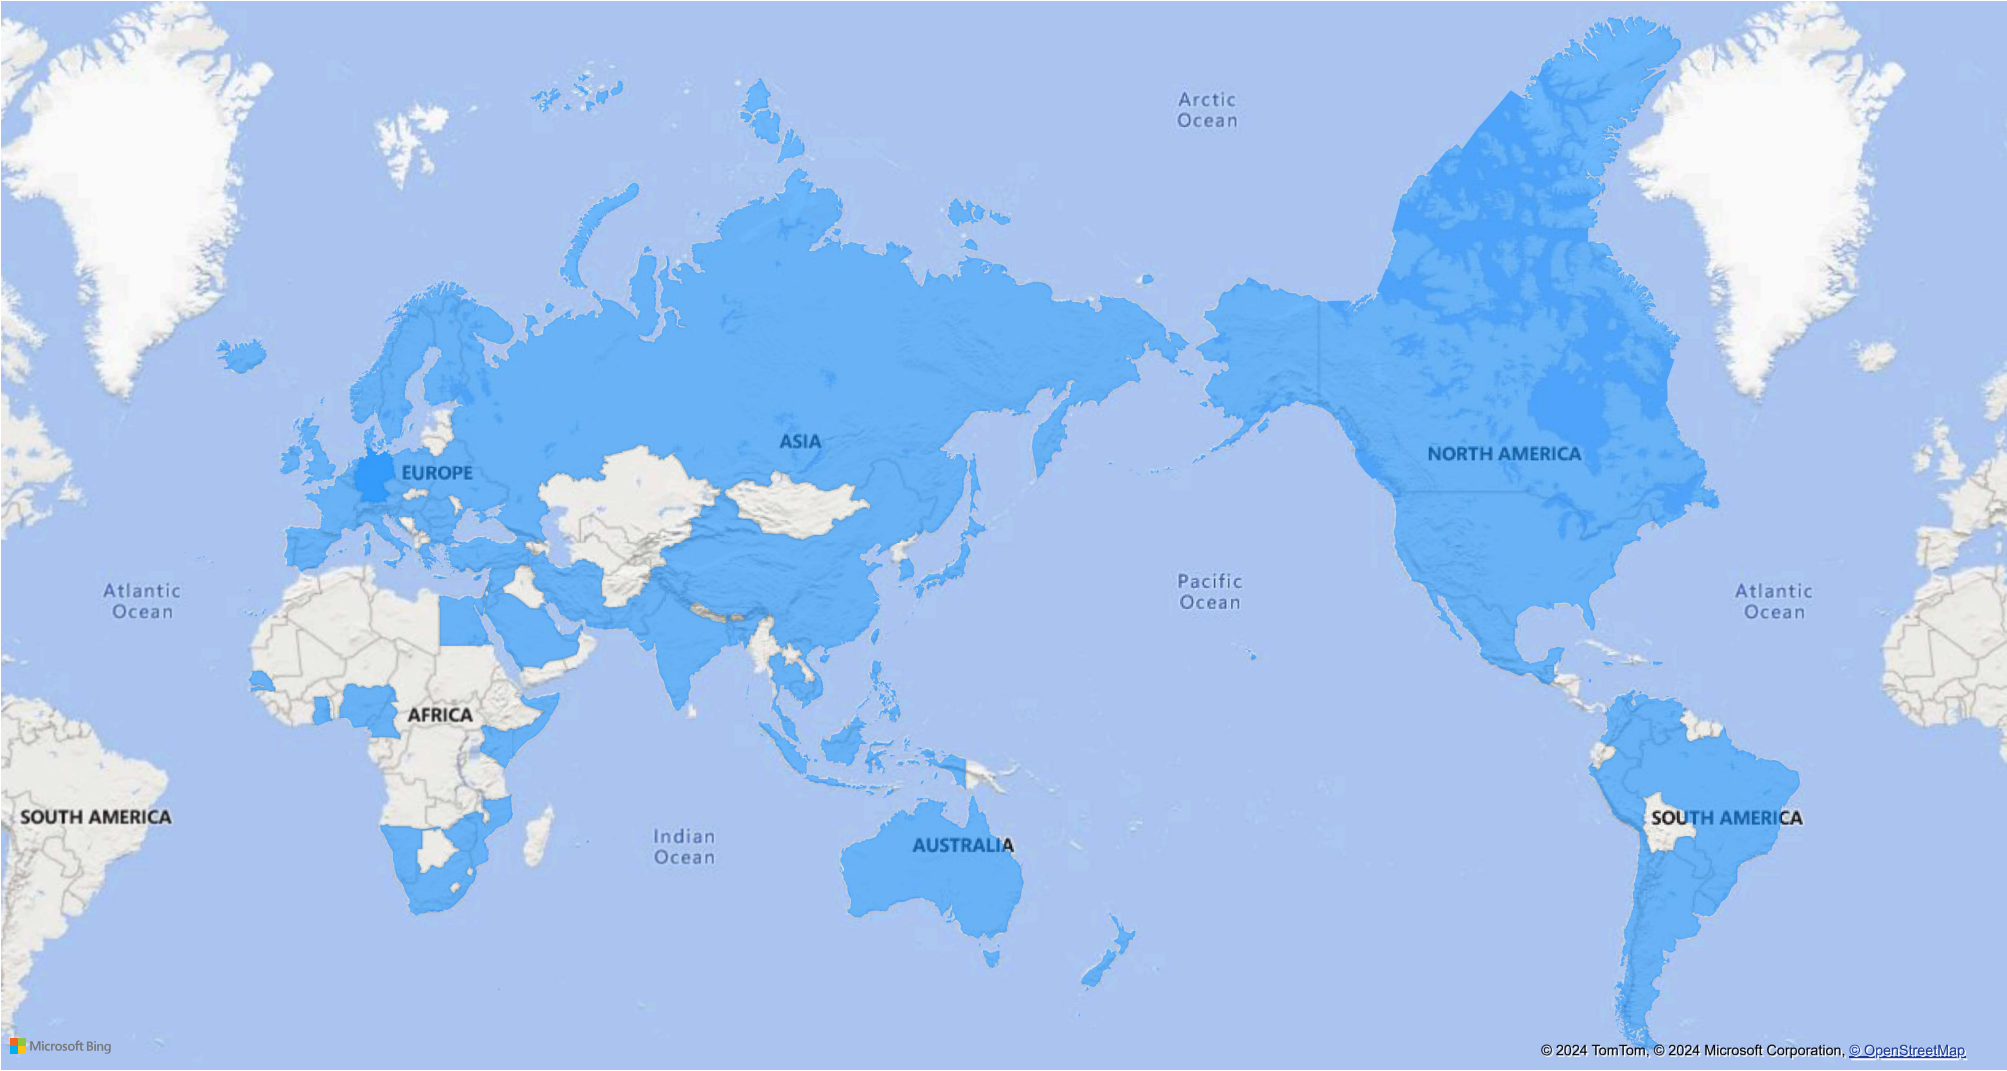 Arctic
Ocean
ASIA
NORTH AMERICA
EUROPE
Atlantic
Ocean
Pacific
Ocean
Atlantic
Ocean
AFRICA
SOUTH AMERICA
Indian
Ocean
AUSTRALIA
SOUTH AMERICA
Microsoft Bing
© 2024 TomTom, © 2024 Microsoft Corporation, © OpenStreetMap